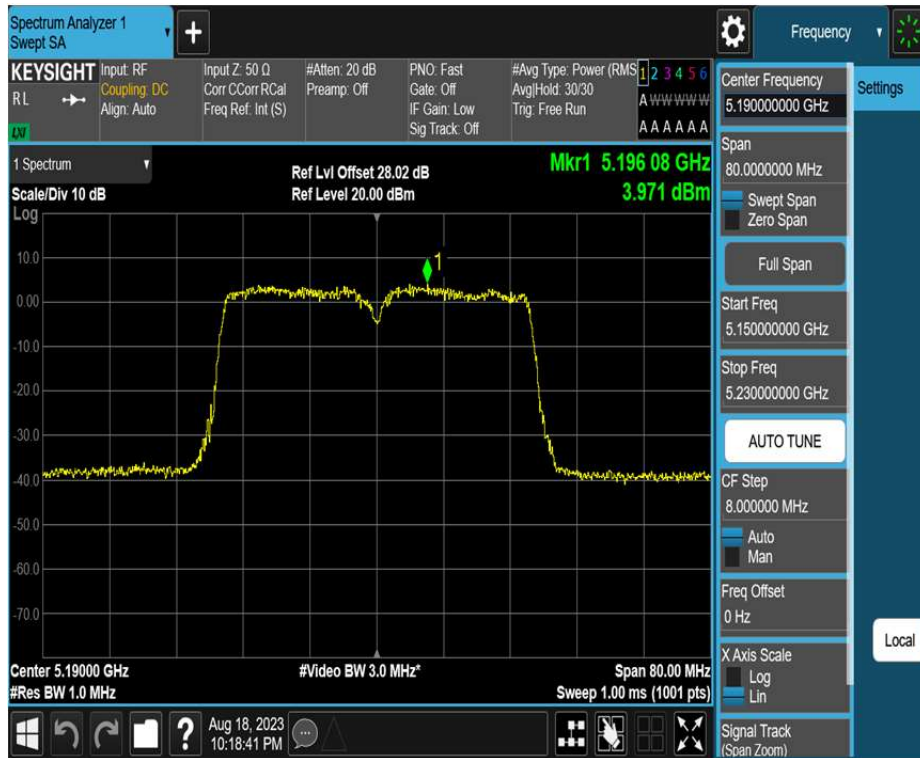 Spectrum Analyzer 1
Swept SA
Frequency
KEYSIGHT
R L
LXI
Input: RF
Coupling: DC
Align: Auto
Input Z: 50 Ω
Corr CCorr RCal
Freq Ref: Int (S)
#Atten: 20 dB
Preamp: Off
PNO: Fast
Gate: Off
IF Gain: Low
Sig Track: Off
#Avg Type: Power (RMS
Avg|Hold: 30/30
Trig: Free Run
1 2 3 4 5 6
A W W W W W
A A A A A A
1 Spectrum
Scale/Div 10 dB
Log
Ref Lvl Offset 28.02 dB
Ref Level 20.00 dBm
Mkr1 5.196 08 GHz
3.971 dBm
1
10.0
0.00
-10.0
-20.0
-30.0
-40.0
-50.0
-60.0
-70.0
Center 5.19000 GHz
#Res BW 1.0 MHz
#Video BW 3.0 MHz*
Span 80.00 MHz
Sweep 1.00 ms (1001 pts)
?
Aug 18, 2023
10:18:41 PM
Center Frequency
5.19000000 GHz
Span
80.0000000 MHz
Swept Span
Zero Span
Full Span
Start Freq
5.150000000 GHz
Stop Freq
5.230000000 GHz
AUTO TUNE
CF Step
8.000000 MHz
Auto
Man
Freq Offset
0 Hz
X Axis Scale
Log
Lin
Signal Track
(Span Zoom)
Settings
Local